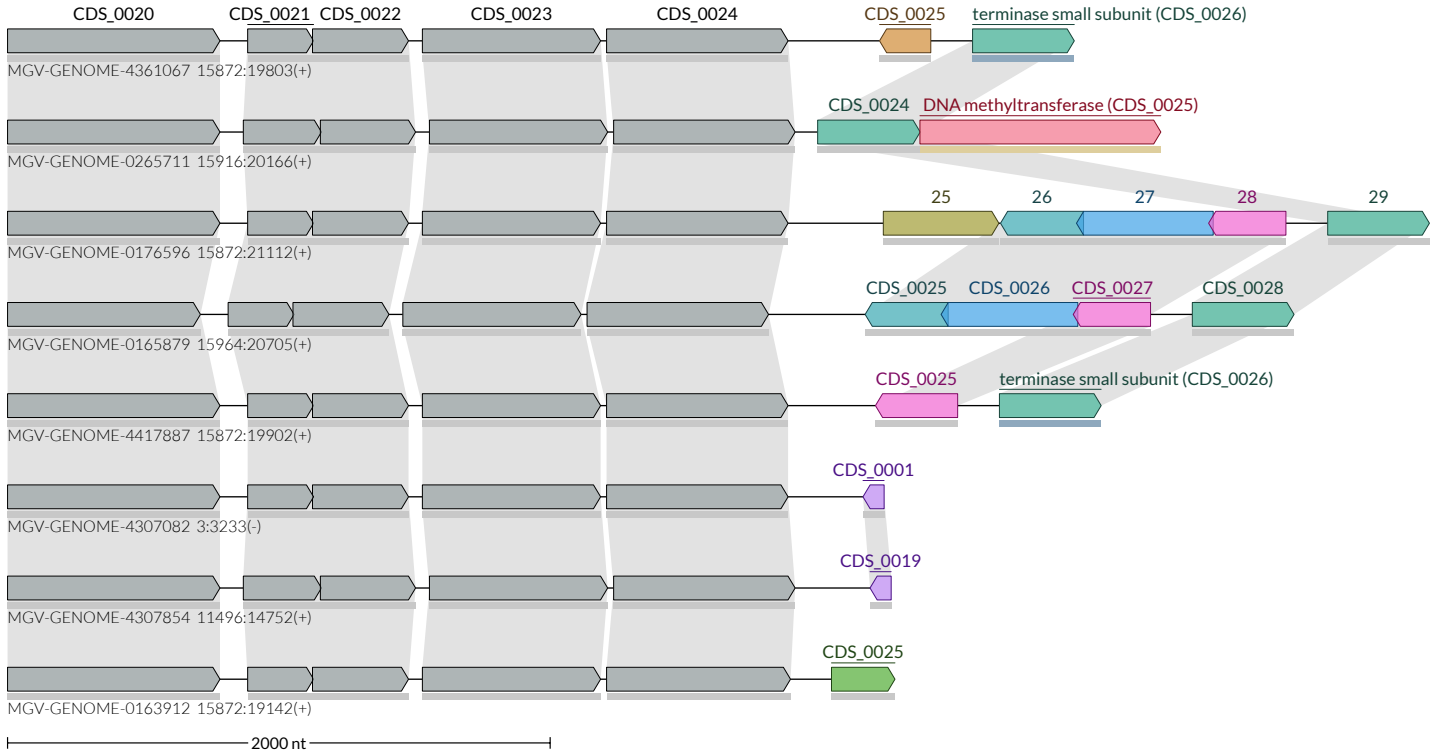 CDS_0020 CDS_0021 CDS_0022 CDS_0023 CDS_0024 CDS_0025 terminase small subunit (CDS_0026)
MGV-GENOME-4361067 15872:19803(+)
CDS_0024 DNA methyltransferase (CDS_0025)
MGV-GENOME-0265711 15916:20166(+)
25 26 27 28 29
MGV-GENOME-0176596 15872:21112(+)
CDS_0025 CDS_0026 CDS_0027 CDS_0028
MGV-GENOME-0165879 15964:20705(+)
CDS_0025 terminase small subunit (CDS_0026)
MGV-GENOME-4417887 15872:19902(+)
CDS_0001
MGV-GENOME-4307082 3:3233(-)
CDS_0019
MGV-GENOME-4307854 11496:14752(+)
CDS_0025
MGV-GENOME-0163912 15872:19142(+)
2000 nt